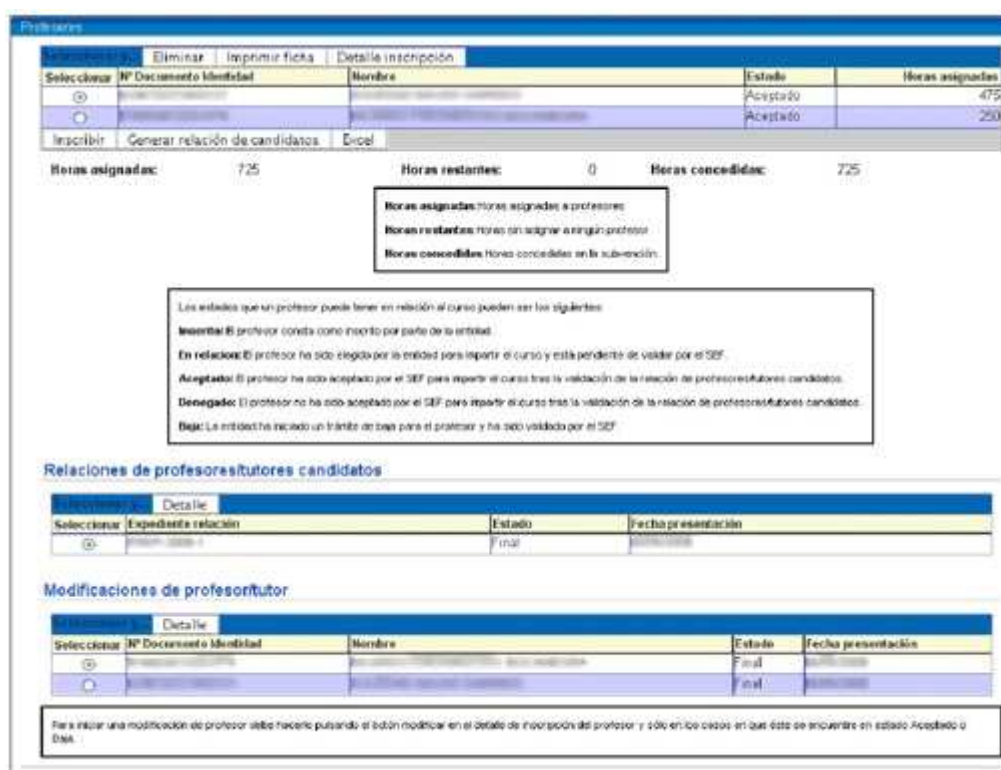 Profesores
Eliminar Imprimir ficha Detalle inscripción
Seleccionar Nº Documento Identidad Nombre Estado Horas asignadas
Aceptado 475
Aceptado 250
Inscribir Generar relación de candidatos Excel
Horas asignadas: 725 Horas restantes: 0 Horas concedidas: 725
Horas asignadas: Horas asignadas a profesores
Horas restantes: Horas sin asignar a ningún profesor
Horas concedidas: Horas concedidas en la subvención.
Los estados que un profesor puede tener en relación al curso pueden ser los siguientes:
Inscrito: El profesor consta como inscrito por parte de la entidad.
En relacion: El profesor ha sido elegido por la entidad para impartir el curso y está pendiente de validar por el SEF.
Aceptado: El profesor ha sido aceptado por el SEF para impartir el curso tras la validación de la relación de profesores/tutores candidatos.
Denegado: El profesor no ha sido aceptado por el SEF para impartir el curso tras la validación de la relación de profesores/tutores candidatos.
Baja: La entidad ha iniciado un trámite de baja para el profesor y ha sido validado por el SEF
Relaciones de profesores/tutores candidatos
Detalle
Seleccionar Expediente relación Estado Fecha presentación
Final
Modificaciones de profesor/tutor
Detalle
Seleccionar Nº Documento Identidad Nombre Estado Fecha presentación
Final
Final
Para iniciar una modificación de profesor debe hacerlo pulsando el botón modificar en el detalle de inscripción del profesor y sólo en los casos en que éste se encuentre en estado Aceptado o
Baja.